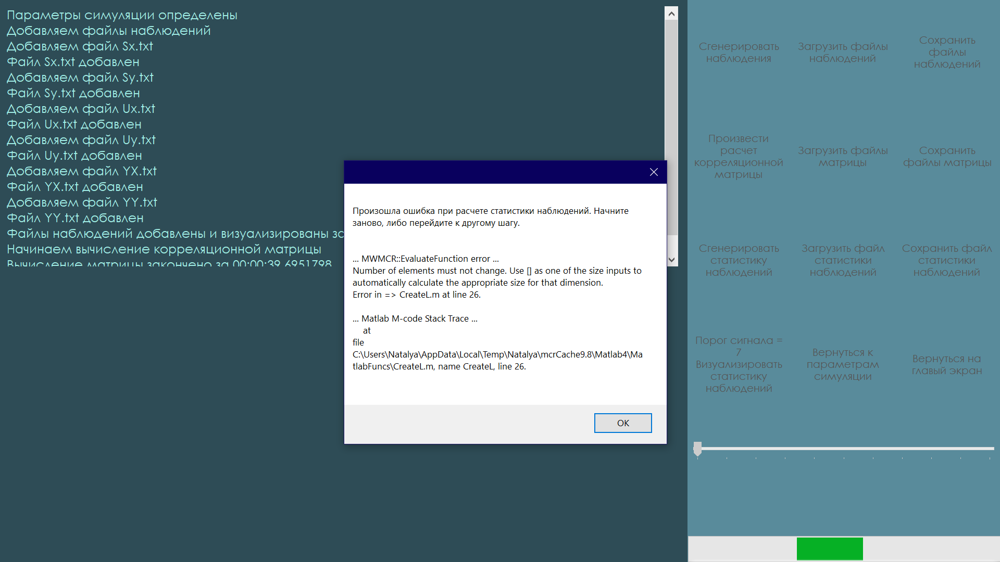 Параметры симуляции определены
Добавляем файлы наблюдений
Добавляем файл Sx.txt
Файл Sx.txt добавлен
Добавляем файл Sy.txt
Файл Sy.txt добавлен
Добавляем файл Ux.txt
Файл Ux.txt добавлен
Добавляем файл Uy.txt
Файл Uy.txt добавлен
Добавляем файл YX.txt
Файл YX.txt добавлен
Добавляем файл YY.txt
Файл YY.txt добавлен
Файлы наблюдений добавлены и визуализированы за
Начинаем вычисление корреляционной матрицы
Вычисление матрицы закончено за 00:00:39.6951798
Произошла ошибка при расчете статистики наблюдений. Начните
заново, либо перейдите к другому шагу.
... MWMCR::EvaluateFunction error ...
Number of elements must not change. Use [] as one of the size inputs to
automatically calculate the appropriate size for that dimension.
Error in => CreateL.m at line 26.
... Matlab M-code Stack Trace ...
at
file
C:\Users\Natalya\AppData\Local\Temp\Natalya\mcrCache9.8\Matlab4\Ma
tlabFuncs\CreateL.m, name CreateL, line 26.
OK
Сгенерировать
наблюдения
Загрузить файлы
наблюдений
Сохранить
файлы
наблюдений
Произвести
расчет
корреляционной
матрицы
Загрузить файлы
матрицы
Сохранить
файлы матрицы
Сгенерировать
статистику
наблюдений
Загрузить файл
статистики
наблюдений
Сохранить файл
статистики
наблюдений
Порог сигнала =
7
Визуализировать
статистику
наблюдений
Вернуться к
параметрам
симуляции
Вернуться на
главый экран